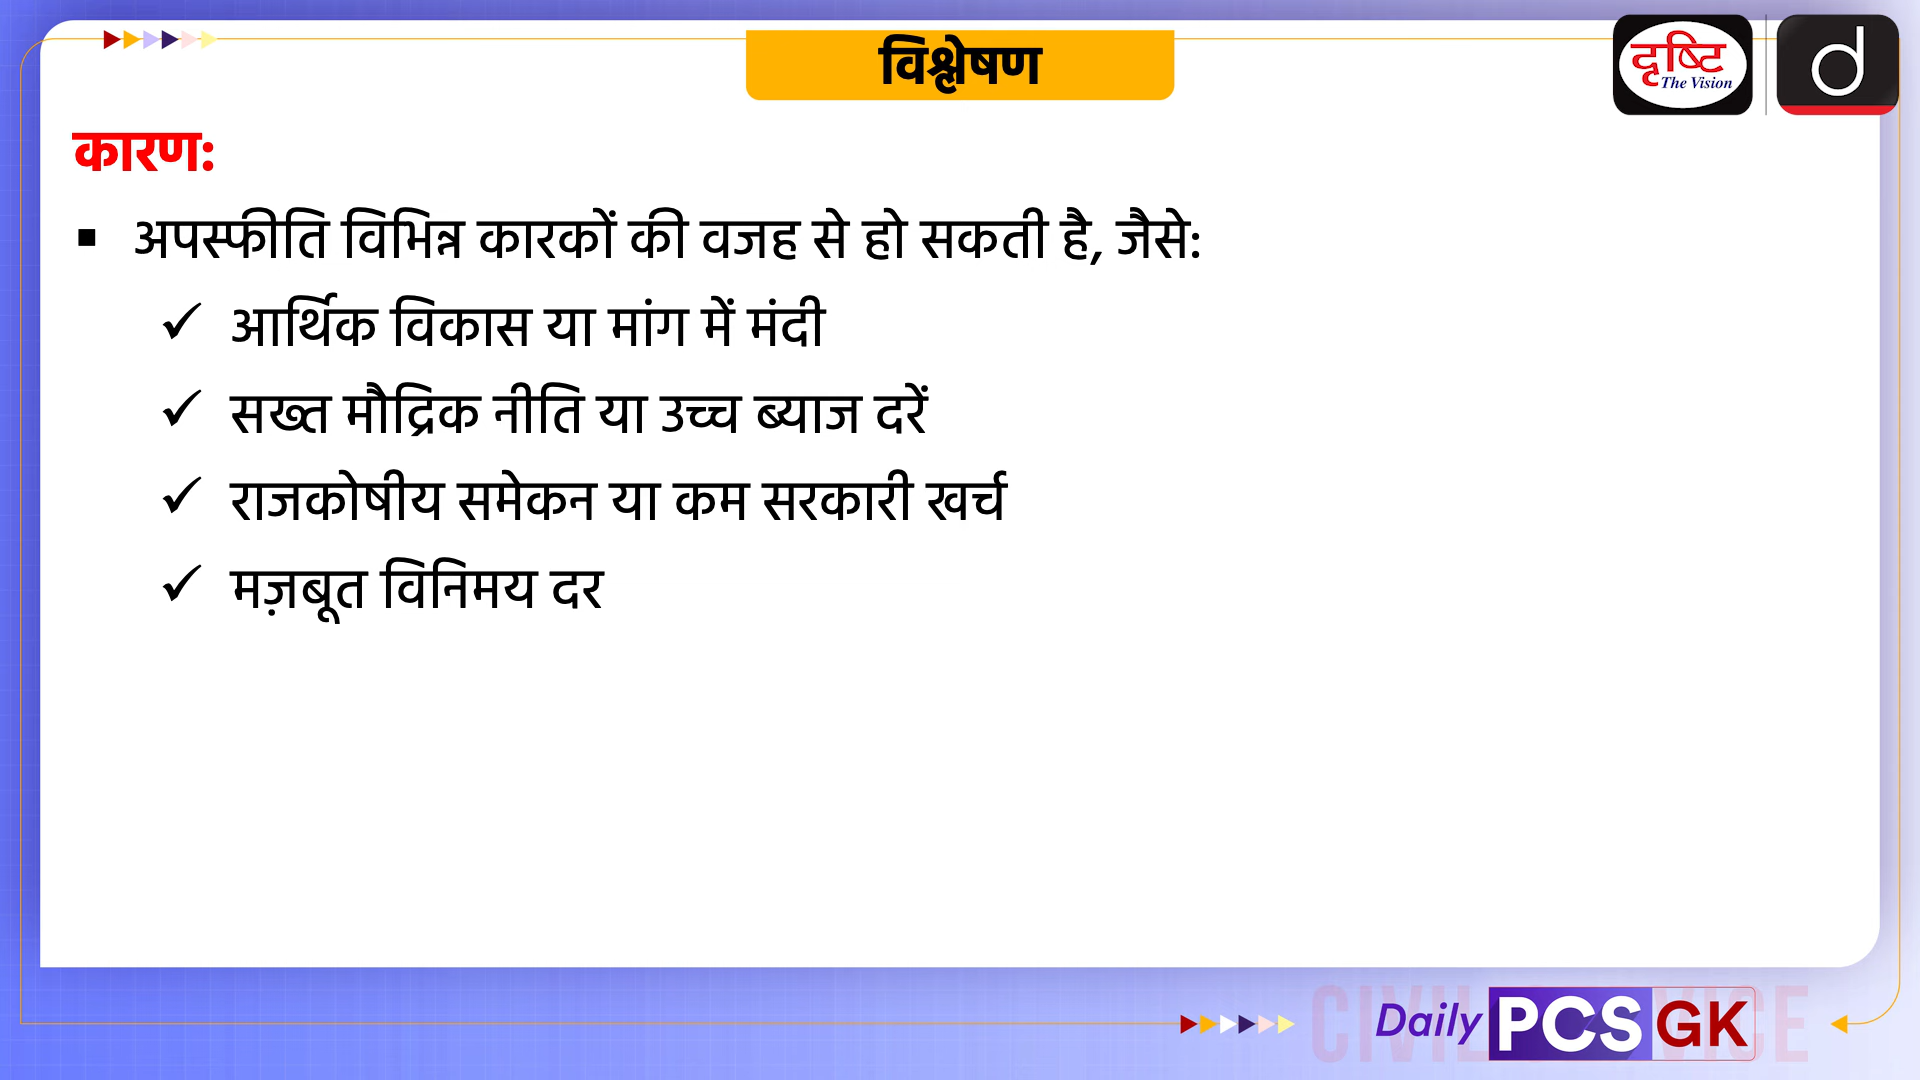 विश्लेषण
दृष्टि
The Vision
d
कारण:
▪ अपस्फीति विभिन्न कारकों की वजह से हो सकती है, जैसे:
✓ आर्थिक विकास या मांग में मंदी
✓ सख्त मौद्रिक नीति या उच्च ब्याज दरें
✓ राजकोषीय समेकन या कम सरकारी खर्च
✓ मज़बूत विनिमय दर
Daily PCS GK